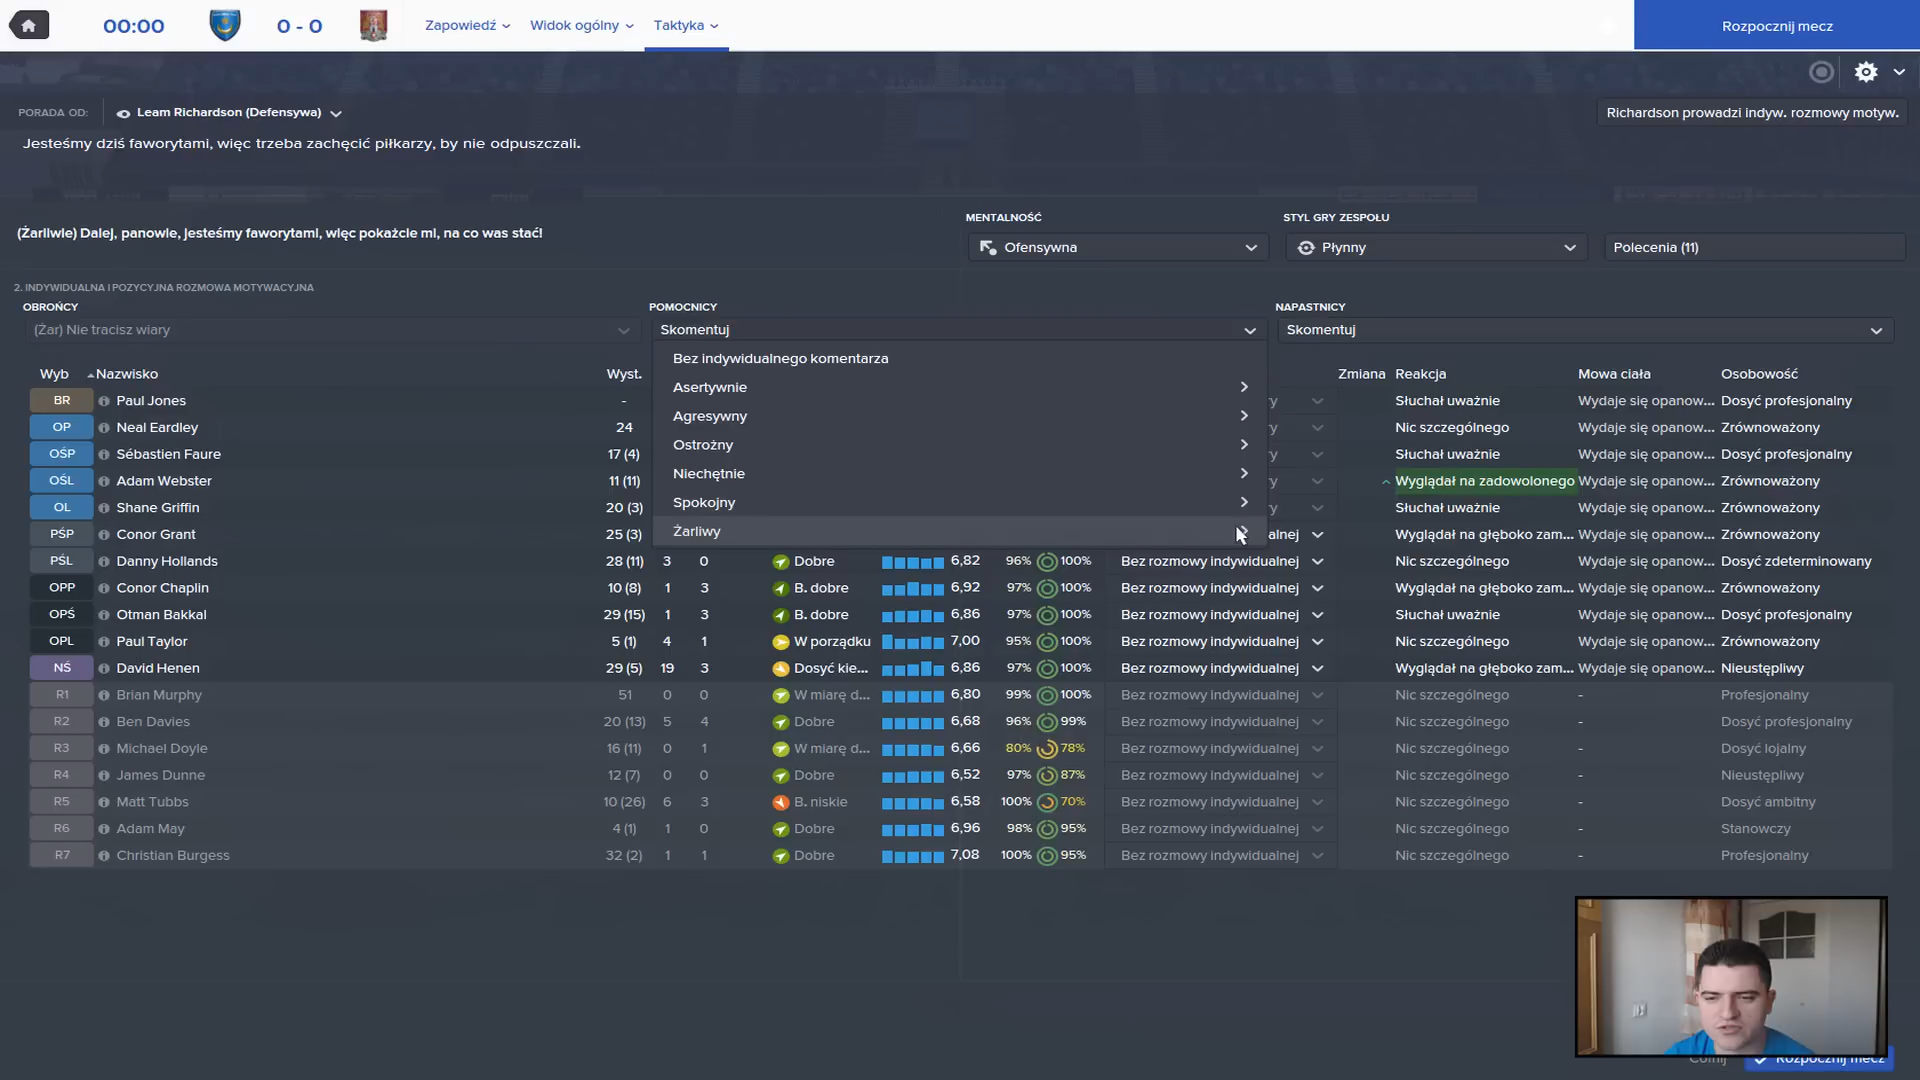 00:00 0 - 0 Zapowiedź Widok ogólny Taktyka Rozpocznij mecz
PORADA OD: Leam Richardson (Defensywa) Richardson prowadzi indyw. rozmowy motyw.
Jesteśmy dziś faworytami, więc trzeba zachęcić piłkarzy, by nie odpuszczali.
MENTALNOŚĆ STYL GRY ZESPOŁU
(Żarliwie) Dalej, panowie, jesteśmy faworytami, więc pokażcie mi, na co was stać!
Ofensywna Płynny Polecenia (11)
2. INDYWIDUALNA I POZYCYJNA ROZMOWA MOTYWACYJNA
OBROŃCY POMOCNICY NAPASTNICY
(Żar) Nie tracisz wiary Skomentuj Skomentuj
Bez indywidualnego komentarza
Asertywnie
Agresywny
Ostrożny
Niechętnie
Spokojny
Żarliwy
Wyb Nazwisko Wyst. Zmiana Reakcja Mowa ciała Osobowość
BR Paul Jones - y Słuchał uważnie Wydaje się opanow... Dosyć profesjonalny
OP Neal Eardley 24 y Nic szczególnego Wydaje się opanow... Zrównoważony
OŚP Sébastien Faure 17 (4) y Słuchał uważnie Wydaje się opanow... Dosyć profesjonalny
OŚL Adam Webster 11 (11) y Wyglądał na zadowolonego Wydaje się opanow... Zrównoważony
OL Shane Griffin 20 (3) y Słuchał uważnie Wydaje się opanow... Zrównoważony
PŚP Conor Grant 25 (3) alnej Wyglądał na głęboko zam... Wydaje się opanow... Zrównoważony
PŚL Danny Hollands 28 (11) 3 0 Dobre 6,82 96% 100% Bez rozmowy indywidualnej Nic szczególnego Wydaje się opanow... Dosyć zdeterminowany
OPP Conor Chaplin 10 (8) 1 3 B. dobre 6,92 97% 100% Bez rozmowy indywidualnej Wyglądał na głęboko zam... Wydaje się opanow... Zrównoważony
OPŚ Otman Bakkal 29 (15) 1 3 B. dobre 6,86 97% 100% Bez rozmowy indywidualnej Słuchał uważnie Wydaje się opanow... Dosyć profesjonalny
OPL Paul Taylor 5 (1) 4 1 W porządku 7,00 95% 100% Bez rozmowy indywidualnej Nic szczególnego Wydaje się opanow... Zrównoważony
NŚ David Henen 29 (5) 19 3 Dosyć kie... 6,86 97% 100% Bez rozmowy indywidualnej Wyglądał na głęboko zam... Wydaje się opanow... Nieustępliwy
R1 Brian Murphy 51 0 0 W miarę d... 6,80 99% 100% Bez rozmowy indywidualnej Nic szczególnego - Profesjonalny
R2 Ben Davies 20 (13) 5 4 Dobre 6,68 96% 99% Bez rozmowy indywidualnej Nic szczególnego - Dosyć profesjonalny
R3 Michael Doyle 16 (11) 0 1 W miarę d... 6,66 80% 78% Bez rozmowy indywidualnej Nic szczególnego - Dosyć lojalny
R4 James Dunne 12 (7) 0 0 Dobre 6,52 97% 87% Bez rozmowy indywidualnej Nic szczególnego - Nieustępliwy
R5 Matt Tubbs 10 (26) 6 3 B. niskie 6,58 100% 70% Bez rozmowy indywidualnej Nic szczególnego - Dosyć ambitny
R6 Adam May 4 (1) 1 0 Dobre 6,96 98% 95% Bez rozmowy indywidualnej Nic szczególnego - Stanowczy
R7 Christian Burgess 32 (2) 1 1 Dobre 7,08 100% 95% Bez rozmowy indywidualnej Nic szczególnego - Profesjonalny
Cofnij Rozpocznij mecz